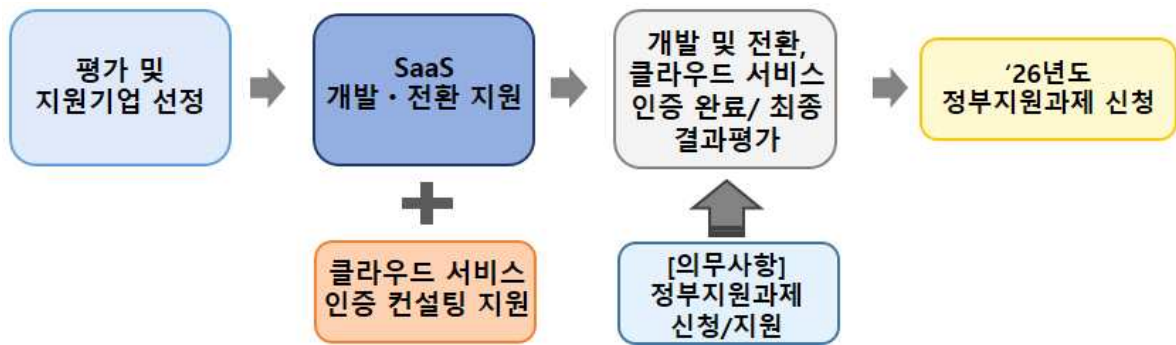 평가 및
지원기업 선정
SaaS
개발·전환 지원
개발 및 전환,
클라우드 서비스
인증 완료/ 최종
결과평가
‘26년도
정부지원과제 신청
클라우드 서비스
인증 컨설팅 지원
[의무사항]
정부지원과제
신청/지원